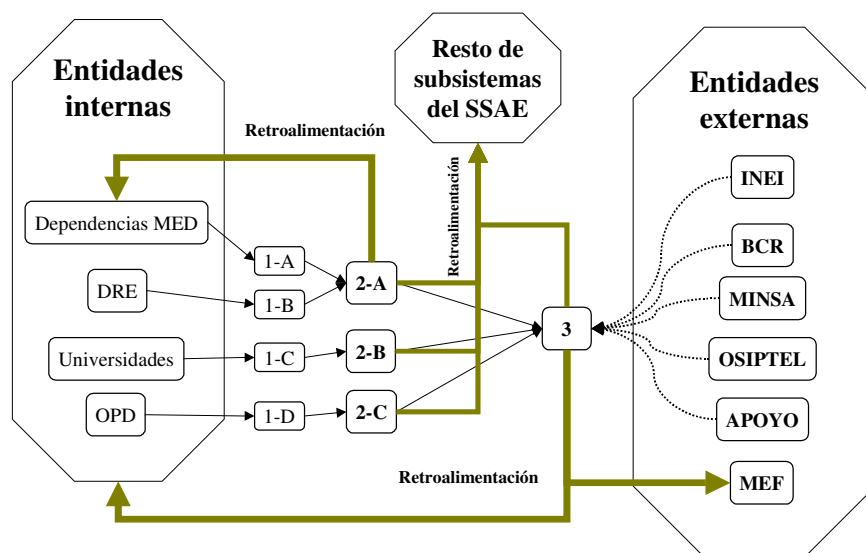 Entidades
internas
Resto de
subsistemas
del SSAE
Entidades
externas
Retroalimentación
Retroalimentación
INEI
Dependencias MED
BCR
1-A
2-A
DRE
1-B
MINSA
3
Universidades
1-C
2-B
OSIPTEL
OPD
1-D
2-C
APOYO
Retroalimentación
MEF